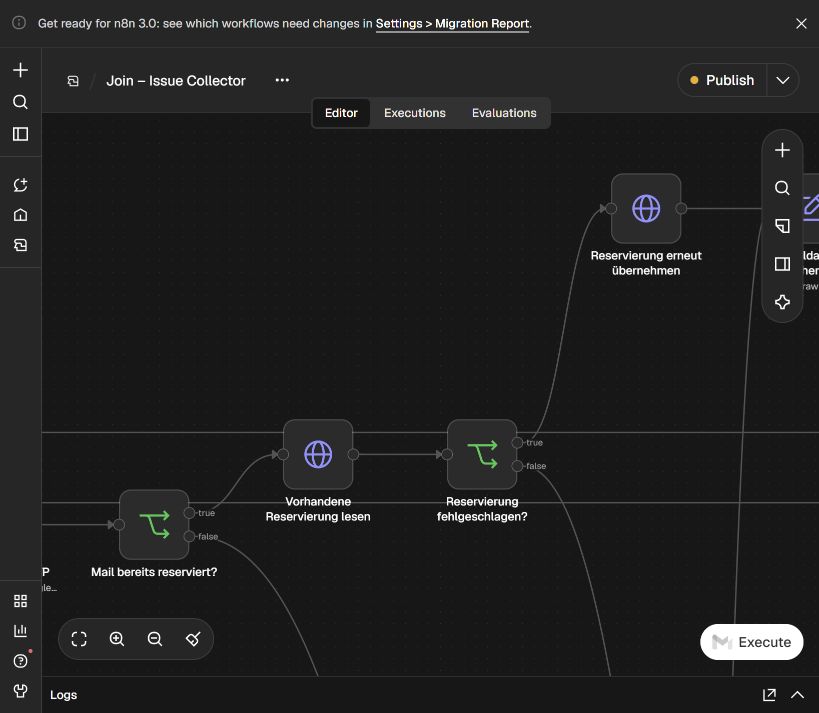 Get ready for n8n 3.0: see which workflows need changes in Settings > Migration Report.
/ Join – Issue Collector ...
Publish
Editor Executions Evaluations
Reservierung erneut
übernehmen
raw
true
false
Vorhandene
Reservierung lesen
Reservierung
fehlgeschlagen?
true
false
Mail bereits reserviert?
P
Execute
Logs